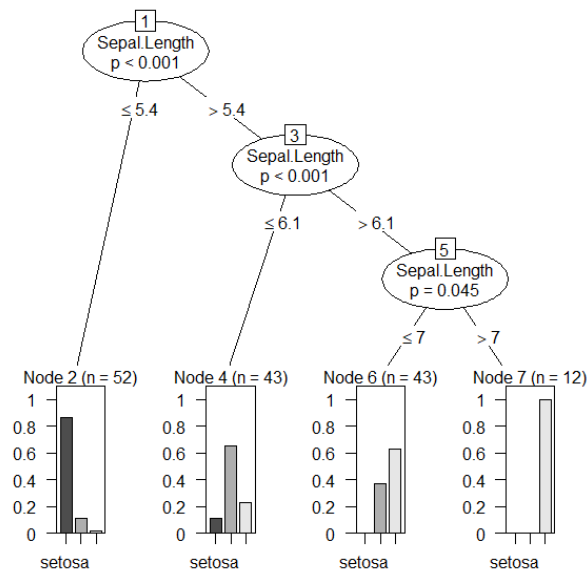 1
Sepal.Length
p < 0.001
≤ 5.4
> 5.4
3
Sepal.Length
p < 0.001
≤ 6.1
> 6.1
5
Sepal.Length
p = 0.045
≤ 7
> 7
Node 2 (n = 52)
Node 4 (n = 43)
Node 6 (n = 43)
Node 7 (n = 12)
1
0.8
0.6
0.4
0.2
0
setosa
1
0.8
0.6
0.4
0.2
0
setosa
1
0.8
0.6
0.4
0.2
0
setosa
1
0.8
0.6
0.4
0.2
0
setosa